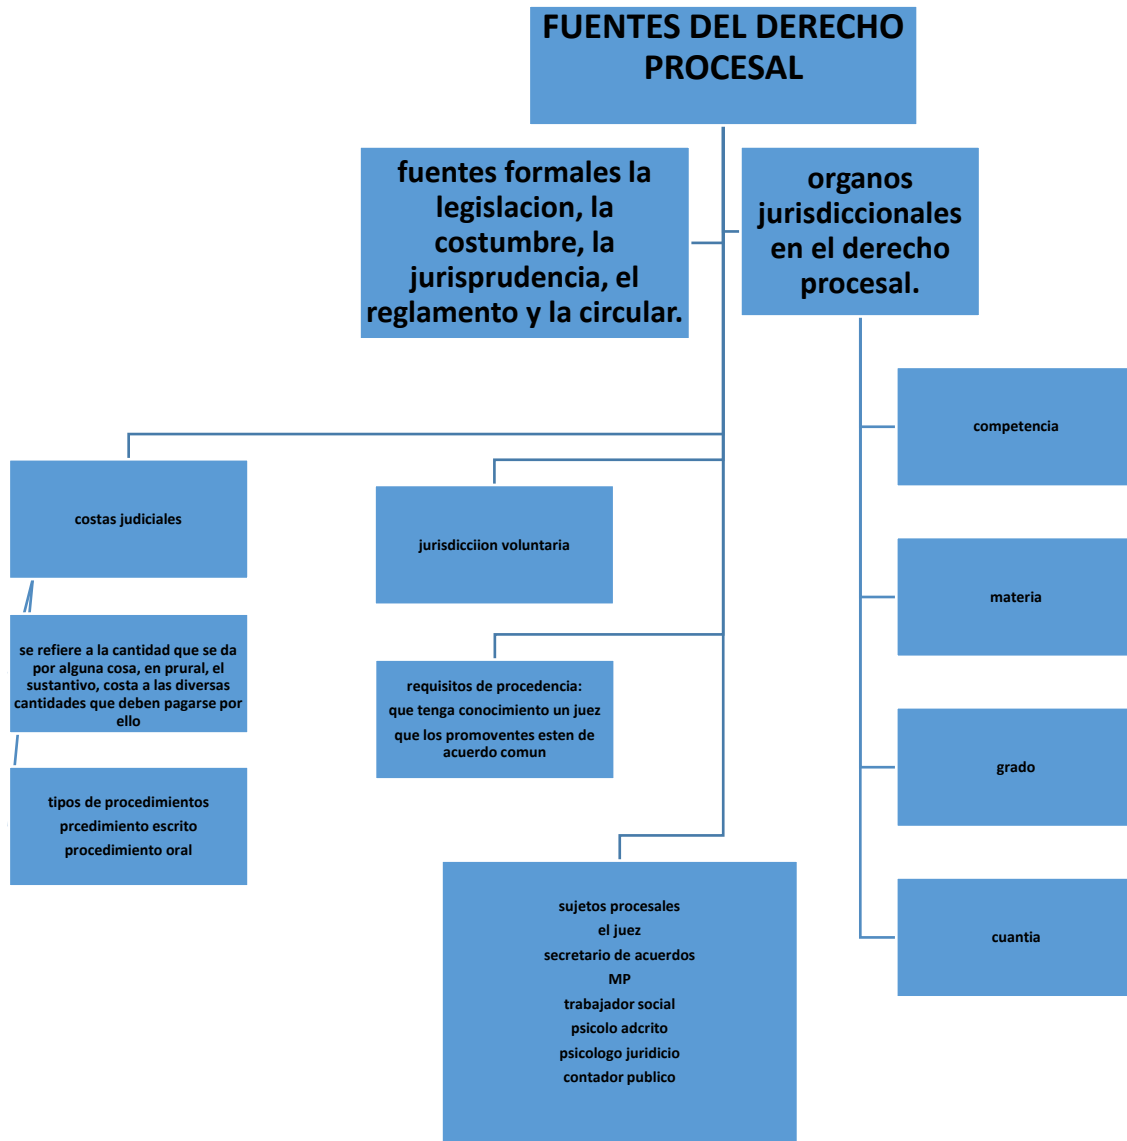 FUENTES DEL DERECHO
PROCESAL
fuentes formales la
legislacion, la
costumbre, la
jurisprudencia, el
reglamento y la circular.
organos
jurisdiccionales
en el derecho
procesal.
competencia
materia
grado
cuantia
costas judiciales
se refiere a la cantidad que se da
por alguna cosa, en prural, el
sustantivo, costa a las diversas
cantidades que deben pagarse por
ello
tipos de procedimientos
prcedimiento escrito
procedimiento oral
jurisdicciion voluntaria
requisitos de procedencia:
que tenga conocimiento un juez
que los promoventes esten de
acuerdo comun
sujetos procesales
el juez
secretario de acuerdos
MP
trabajador social
psicolo adcrito
psicologo juridicio
contador publico